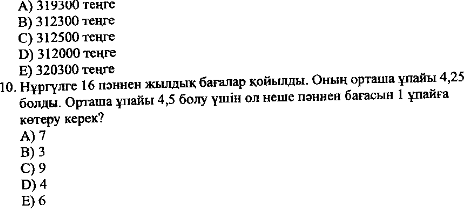 A) 319300 теңге
B) 312300 теңге
C) 312500 теңге
D) 312000 теңге
E) 320300 теңге
10. Нұргүлге 16 пәннен жылдық бағалар қойылды. Оның орташа ұпайы 4,25
болды. Орташа ұпайы 4,5 болу үшін ол неше пәннен бағасын 1 ұпайға
көтеру керек?
A) 7
B) 3
C) 9
D) 4
E) 6